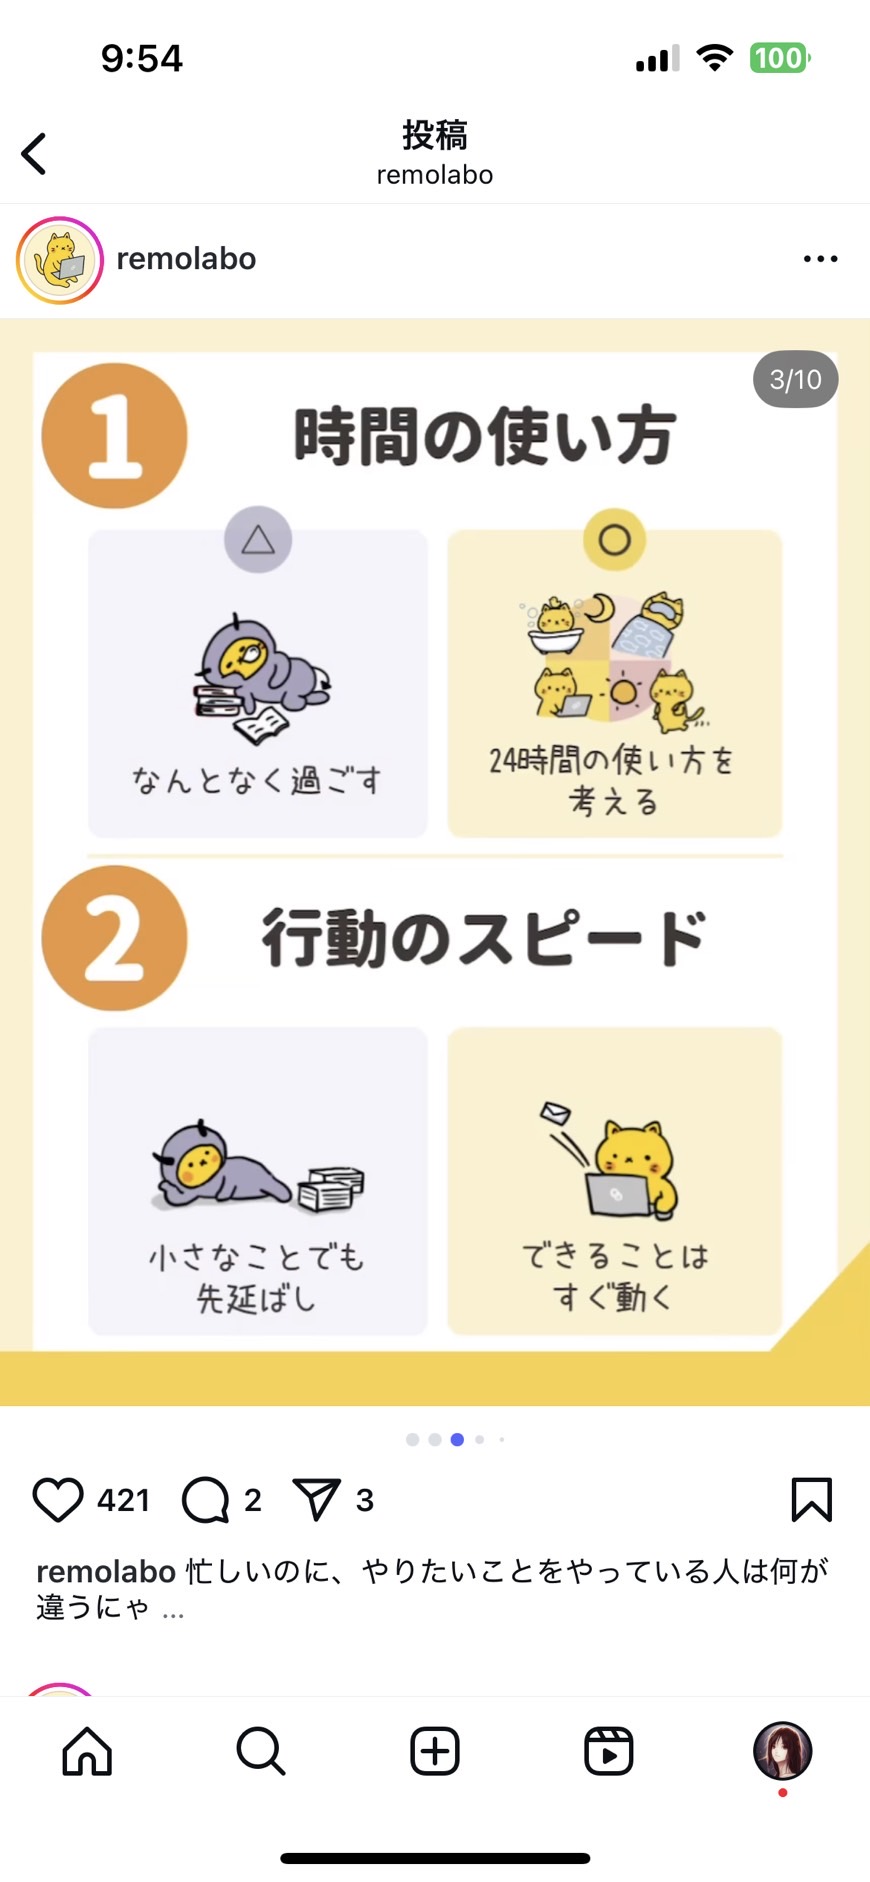 9:54
100
投稿
remolabo
remolabo
3/10
1
時間の使い方
なんとなく過ごす
24時間の使い方を
考える
2
行動のスピード
小さなことでも
先延ばし
できることは
すぐ動く
421
2
3
remolabo 忙しいのに、やりたいことをやっている人は何が
違うにゃ ...